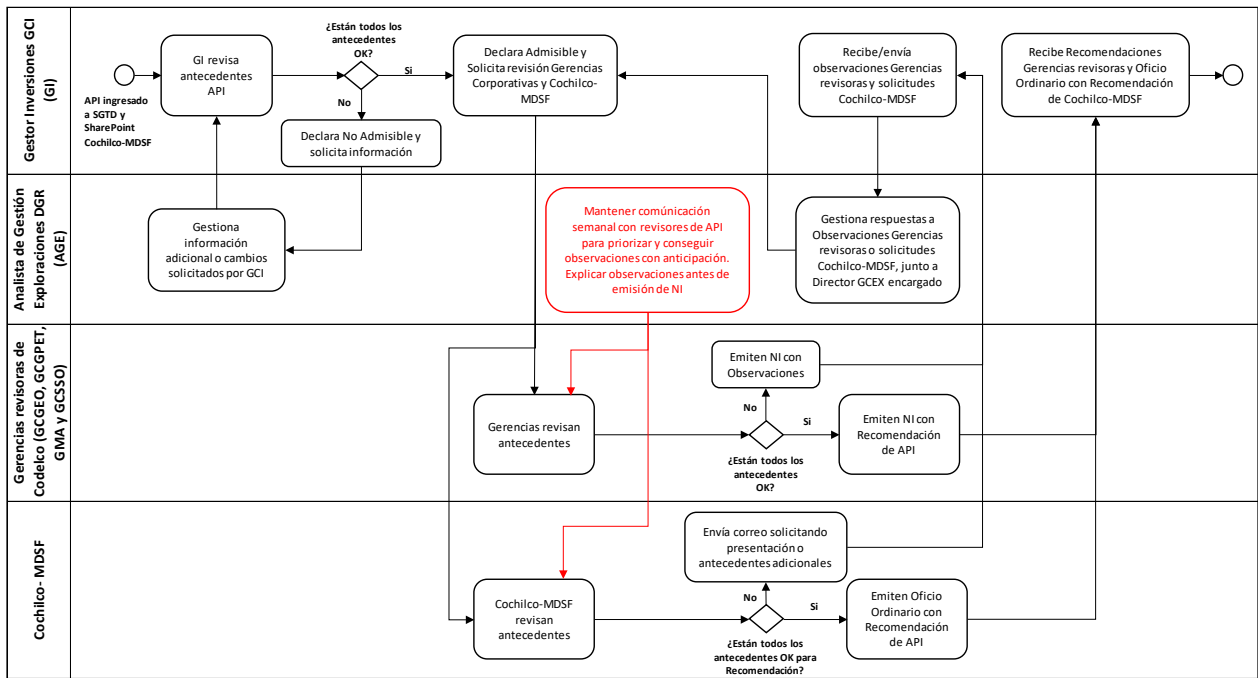 Gestor Inversiones GCI
(GI)
API ingresado
a SGTD y
SharePoint
Cochilco-MDSF
GI revisa
antecedentes
API
¿Están todos los
antecedentes
OK?
Si
No
Declara No Admisible y
solicita información
Declara Admisible y
Solicita revisión Gerencias
Corporativas y Cochilco-
MDSF
Recibe/envía
observaciones Gerencias
revisoras y solicitudes
Cochilco-MDSF
Recibe Recomendaciones
Gerencias revisoras y Oficio
Ordinario con Recomendación
de Cochilco-MDSF
Analista de Gestión
Exploraciones DGR
(AGE)
Gestiona
información
adicional o cambios
solicitados por GCI
Mantener comúnicación
semanal con revisores de API
para priorizar y conseguir
observaciones con anticipación.
Explicar observaciones antes de
emisión de NI
Gestiona respuestas a
Observaciones Gerencias
revisoras o solicitudes
Cochilco-MDSF, junto a
Director GCEX encargado
Gerencias revisoras de
Codelco (GCGEO, GCGPET,
GMA y GCSSO)
Gerencias revisan
antecedentes
Emiten NI con
Observaciones
No
Si
¿Están todos los
antecedentes
OK?
Emiten NI con
Recomendación
de API
Cochilco- MDSF
Cochilco-MDSF
revisan
antecedentes
Envía correo solicitando
presentación o
antecedentes adicionales
No
Si
¿Están todos los
antecedentes OK para
Recomendación?
Emiten Oficio
Ordinario con
Recomendación
de API